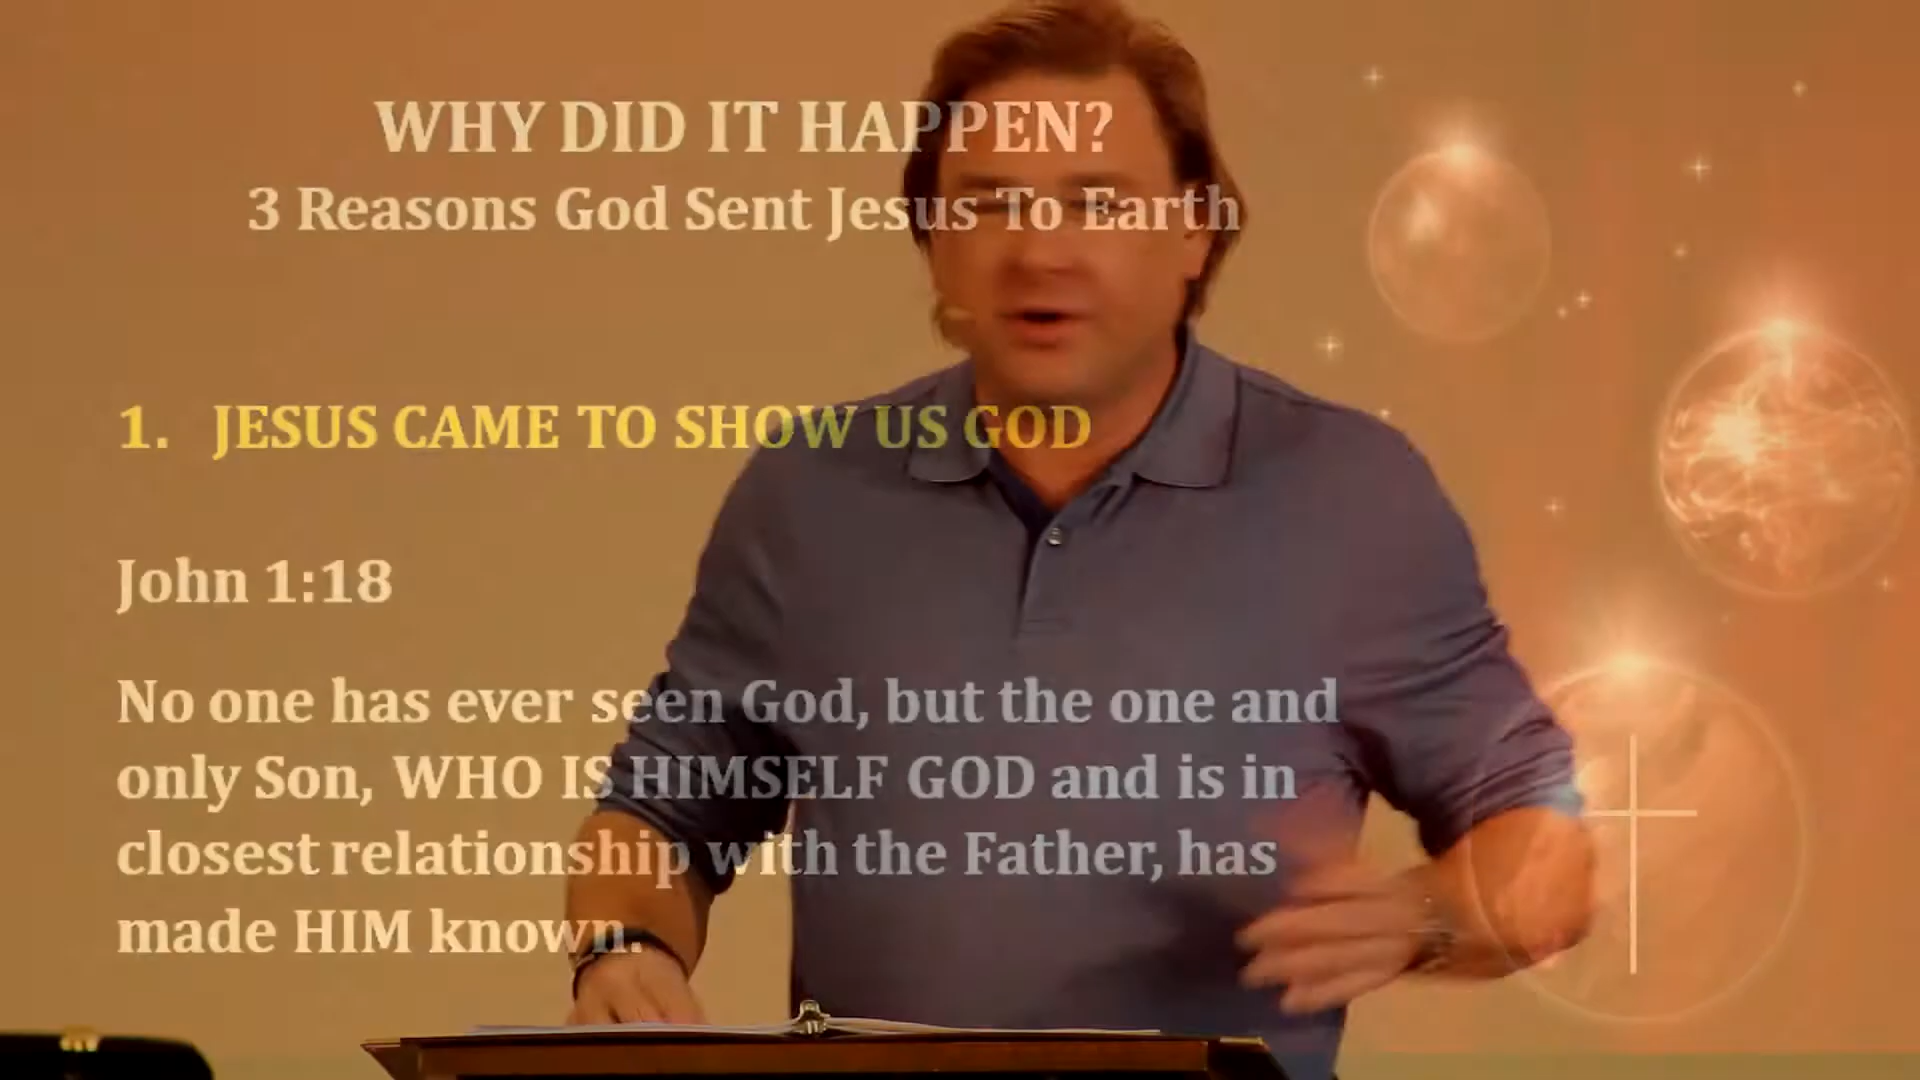 WHY DID IT HAPPEN?
3 Reasons God Sent Jesus To Earth
1. JESUS CAME TO SHOW US GOD
John 1:18
No one has ever seen God, but the one and
only Son, WHO IS HIMSELF GOD and is in
closest relationship with the Father, has
made HIM known.